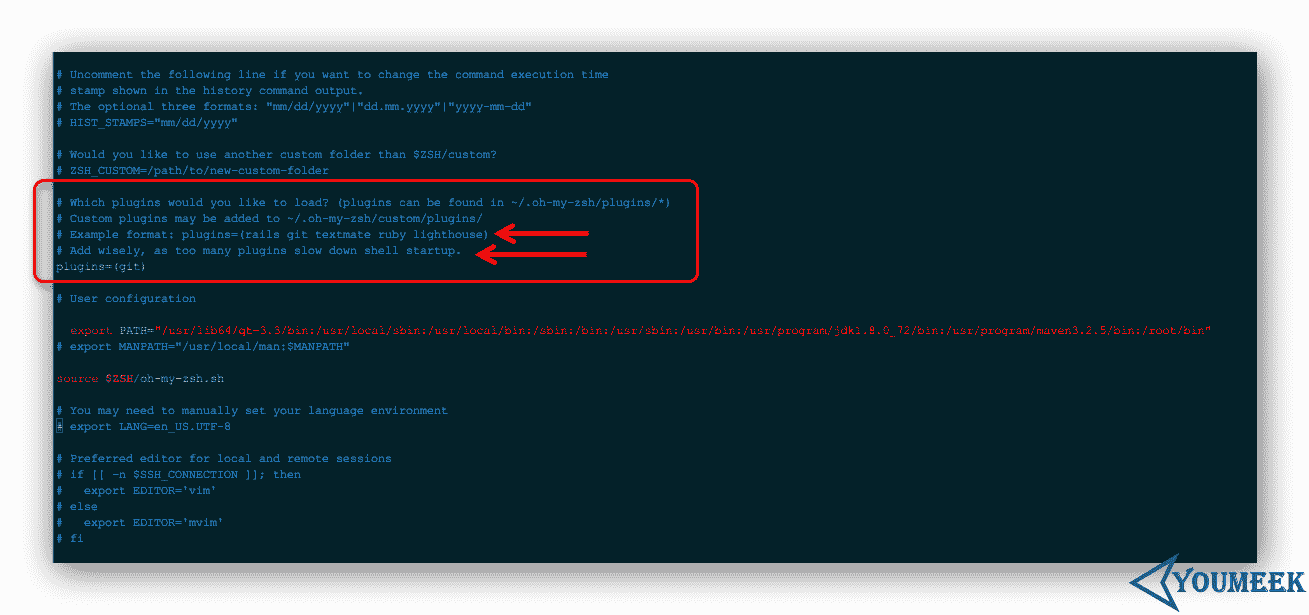 # Uncomment the following line if you want to change the command execution time
# stamp shown in the history command output.
# The optional three formats: "mm/dd/yyyy"|"dd.mm.yyyy"|"yyyy-mm-dd"
# HIST_STAMPS="mm/dd/yyyy"
# Would you like to use another custom folder than $ZSH/custom?
# ZSH_CUSTOM=/path/to/new-custom-folder
# Which plugins would you like to load? (plugins can be found in ~/.oh-my-zsh/plugins/*)
# Custom plugins may be added to ~/.oh-my-zsh/custom/plugins/
# Example format: plugins=(rails git textmate ruby lighthouse)
# Add wisely, as too many plugins slow down shell startup.
plugins=(git)
# User configuration
export PATH="/usr/lib64/qt-3.3/bin:/usr/local/sbin:/usr/local/bin:/sbin:/bin:/usr/sbin:/usr/bin:/usr/program/jdk1.8.0_72/bin:/usr/program/maven3.2.5/bin:/root/bin"
# export MANPATH="/usr/local/man:$MANPATH"
source $ZSH/oh-my-zsh.sh
# You may need to manually set your language environment
# export LANG=en_US.UTF-8
# Preferred editor for local and remote sessions
# if [[ -n $SSH_CONNECTION ]]; then
#   export EDITOR='vim'
# else
#   export EDITOR='mvim'
# fi
YOUMEEK